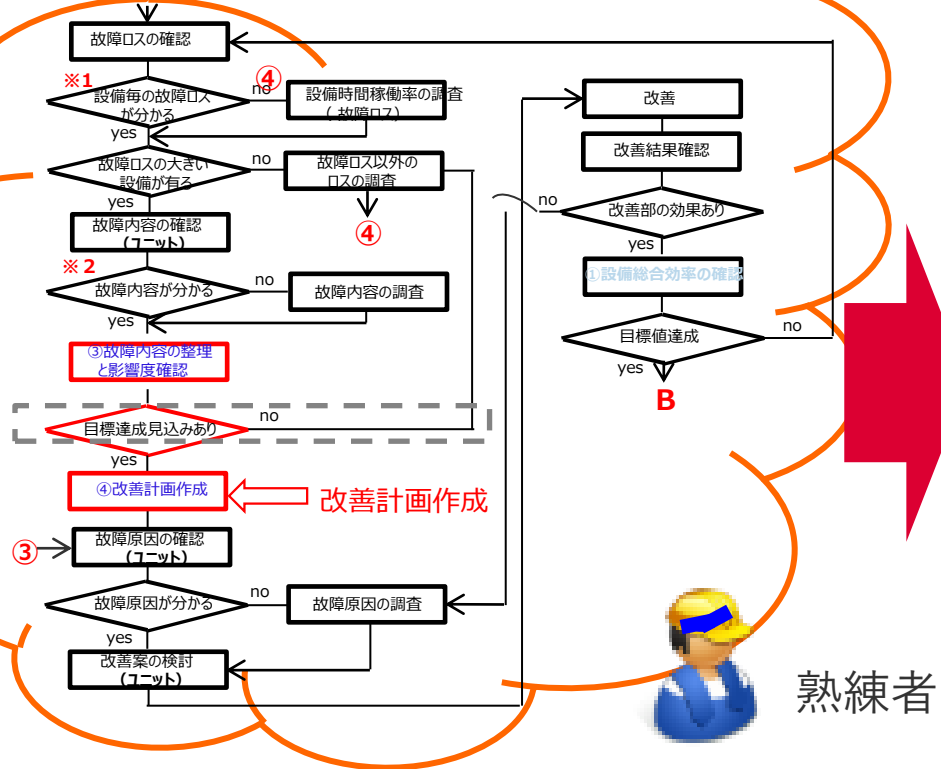 故障ロスの確認
※1
設備毎の故障ロス
が分かる
no
④
設備時間稼働率の調査
（故障ロス）
yes
故障ロスの大きい
設備が有る
no
故障ロス以外の
ロスの調査
④
yes
故障内容の確認
(ユニット)
※２
故障内容が分かる
no
故障内容の調査
yes
③故障内容の整理
と影響度確認
目標達成見込みあり
no
yes
④改善計画作成
改善計画作成
③
故障原因の確認
(ユニット)
故障原因が分かる
no
故障原因の調査
yes
改善案の検討
(ユニット)
改善
改善結果確認
改善部の効果あり
no
yes
①設備総合効率の確認
目標値達成
no
yes
B
熟練者